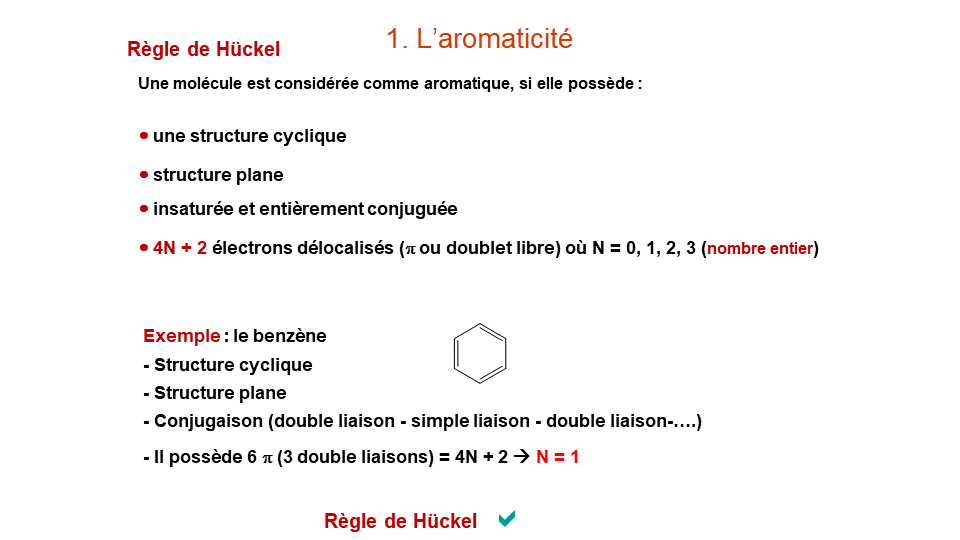 1. L’aromaticité
Règle de Hückel
Une molécule est considérée comme aromatique, si elle possède :
• une structure cyclique
• structure plane
• insaturée et entièrement conjuguée
• 4N + 2 électrons délocalisés (π ou doublet libre) où N = 0, 1, 2, 3 (nombre entier)
Exemple : le benzène
- Structure cyclique
- Structure plane
- Conjugaison (double liaison - simple liaison - double liaison-….)
- Il possède 6 π (3 double liaisons) = 4N + 2 → N = 1
Règle de Hückel ✓